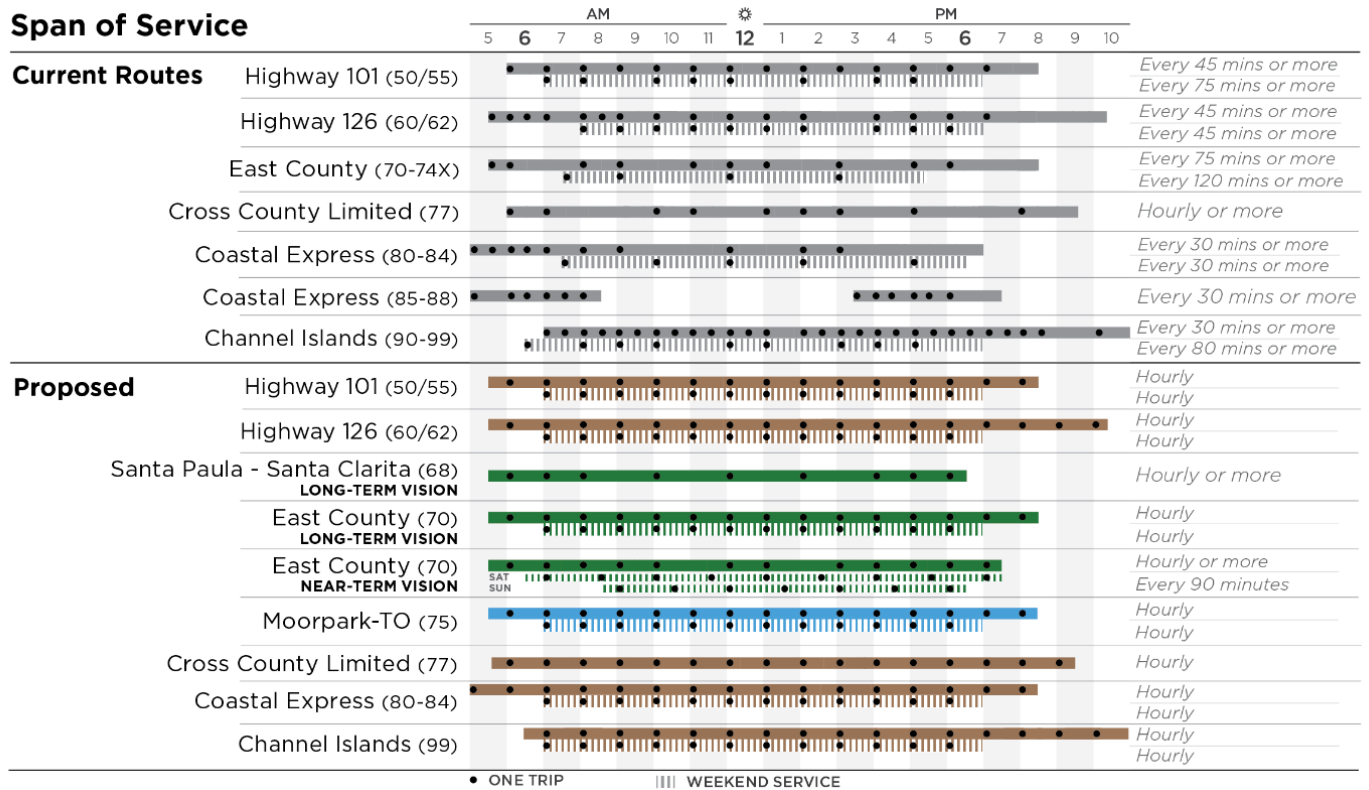 Span of Service
AM PM
5 6 7 8 9 10 11 12 1 2 3 4 5 6 7 8 9 10
Current Routes
Highway 101 (50/55) Every 45 mins or more
Every 75 mins or more
Highway 126 (60/62) Every 45 mins or more
Every 45 mins or more
East County (70-74X) Every 75 mins or more
Every 120 mins or more
Cross County Limited (77) Hourly or more
Coastal Express (80-84) Every 30 mins or more
Every 30 mins or more
Coastal Express (85-88) Every 30 mins or more
Channel Islands (90-99) Every 30 mins or more
Every 80 mins or more
Proposed
Highway 101 (50/55) Hourly
Hourly
Highway 126 (60/62) Hourly
Hourly
Santa Paula - Santa Clarita (68) Hourly or more
LONG-TERM VISION
East County (70) Hourly
LONG-TERM VISION Hourly
East County (70) Hourly or more
SAT
NEAR-TERM VISION SUN Every 90 minutes
Moorpark-TO (75) Hourly
Hourly
Cross County Limited (77) Hourly
Coastal Express (80-84) Hourly
Hourly
Channel Islands (99) Hourly
Hourly
ONE TRIP WEEKEND SERVICE